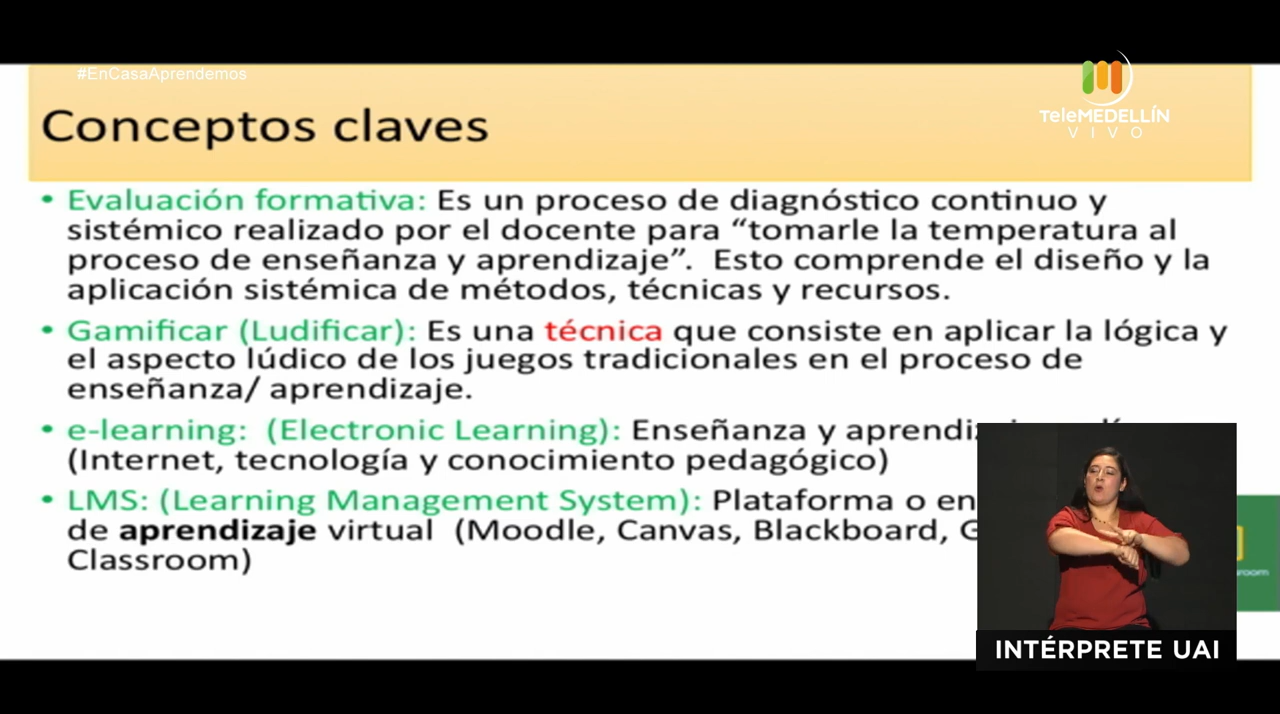 #EnCasaAprendemos
TeleMEDELLÍN
VIVO
Conceptos claves
• Evaluación formativa: Es un proceso de diagnóstico continuo y
sistémico realizado por el docente para “tomarle la temperatura al
proceso de enseñanza y aprendizaje”. Esto comprende el diseño y la
aplicación sistémica de métodos, técnicas y recursos.
• Gamificar (Ludificar): Es una técnica que consiste en aplicar la lógica y
el aspecto lúdico de los juegos tradicionales en el proceso de
enseñanza/ aprendizaje.
• e-learning: (Electronic Learning): Enseñanza y
(Internet, tecnología y conocimiento pedagógico)
• LMS: (Learning Management System): Plataforma o
de aprendizaje virtual (Moodle, Canvas, Blackboard,
Classroom)
INTÉRPRETE UAI